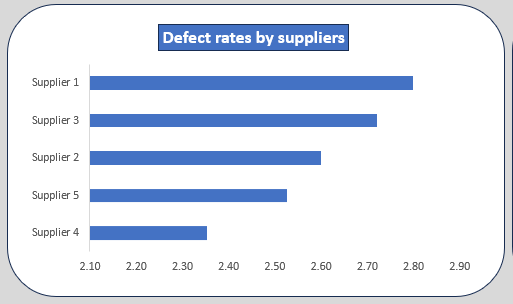 Defect rates by suppliers
Supplier 1
Supplier 3
Supplier 2
Supplier 5
Supplier 4
2.10 2.20 2.30 2.40 2.50 2.60 2.70 2.80 2.90